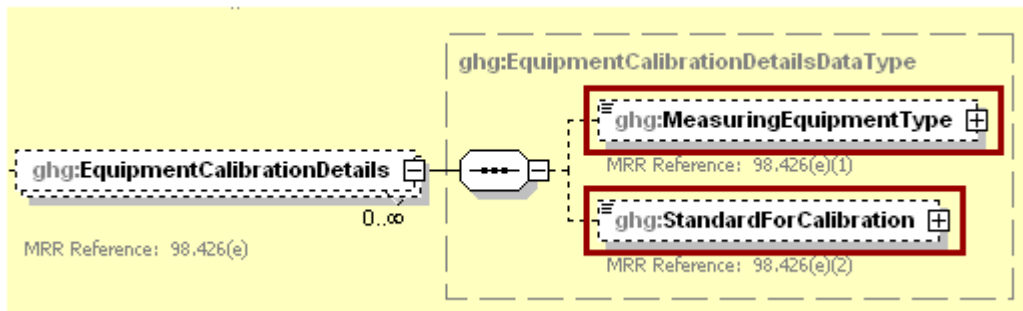 ghg:EquipmentCalibrationDetailsDataType
ghg:MeasuringEquipmentType
MRR Reference: 98.426(e)(1)
ghg:EquipmentCalibrationDetails
0..∞
MRR Reference: 98.426(e)
ghg:StandardForCalibration
MRR Reference: 98.426(e)(2)